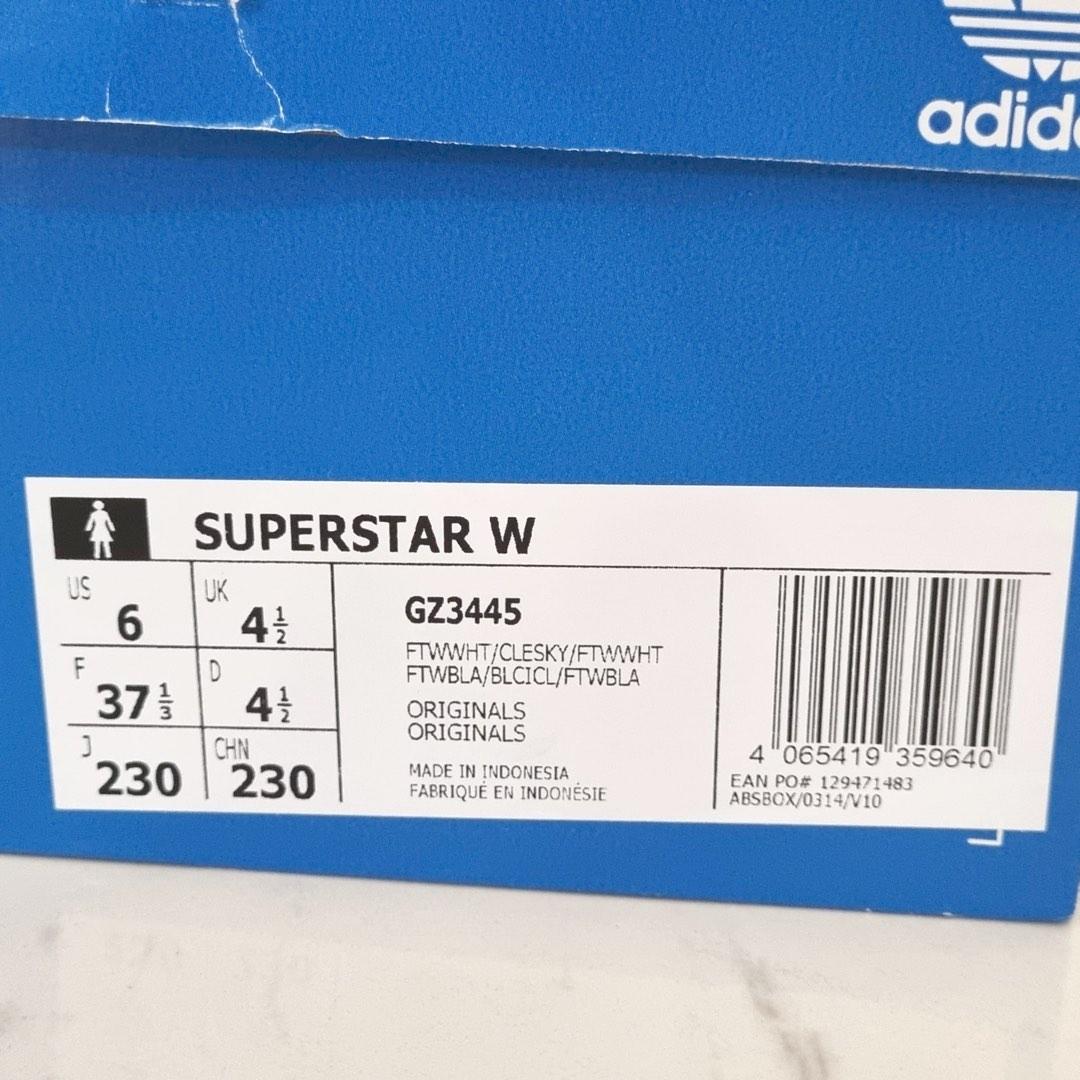 adid
SUPERSTAR W
US 6 UK 4½
F 37⅓ D 4½
J 230 CHN 230
GZ3445
FTWWHT/CLESKY/FTWWHT
FTWBLA/BLCICL/FTWBLA
ORIGINALS
ORIGINALS
MADE IN INDONESIA
FABRIQUÉ EN INDONÉSIE
4 065419 359640
EAN PO# 129471483
ABSBOX/0314/V10